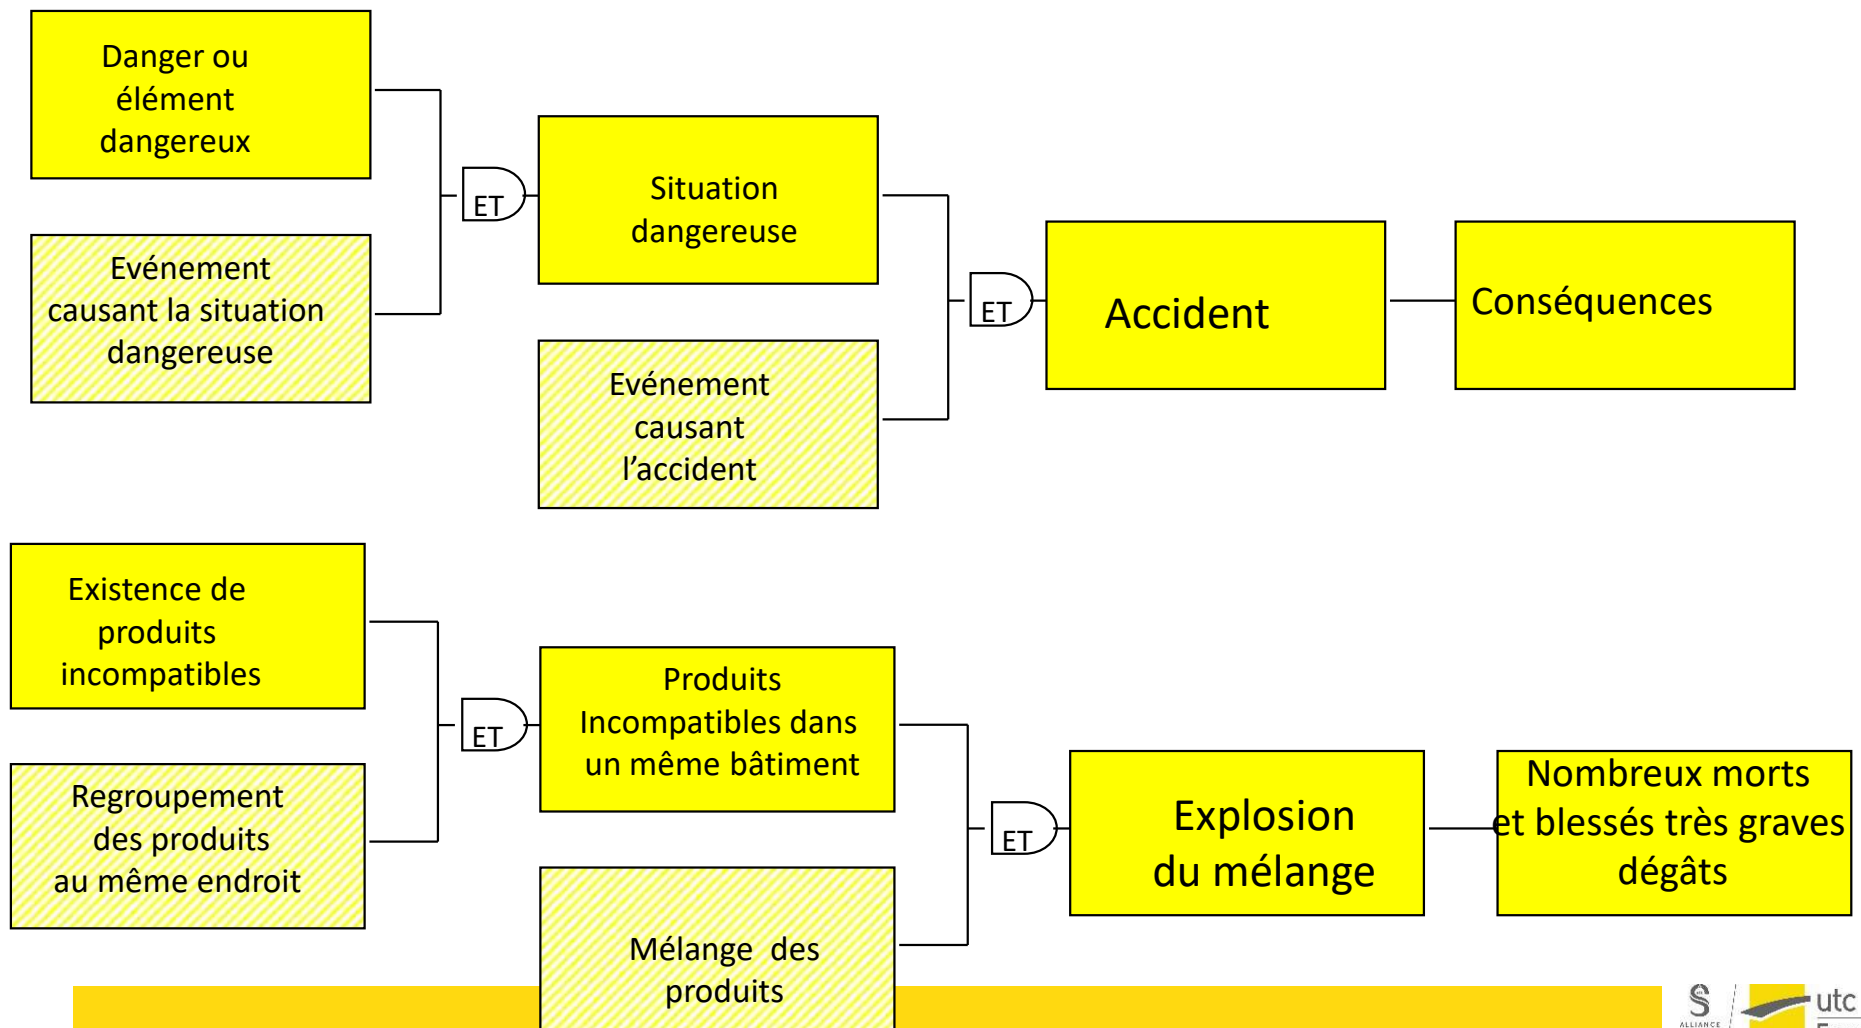 Danger ou
élément
dangereux
Evénement
causant la situation
dangereuse
ET
Situation
dangereuse
Evénement
causant
l’accident
ET
Accident
Conséquences
Existence de
produits
incompatibles
Regroupement
des produits
au même endroit
ET
Produits
Incompatibles dans
un même bâtiment
Mélange des
produits
ET
Explosion
du mélange
Nombreux morts
et blessés très graves
dégâts
ALLIANCE
utc